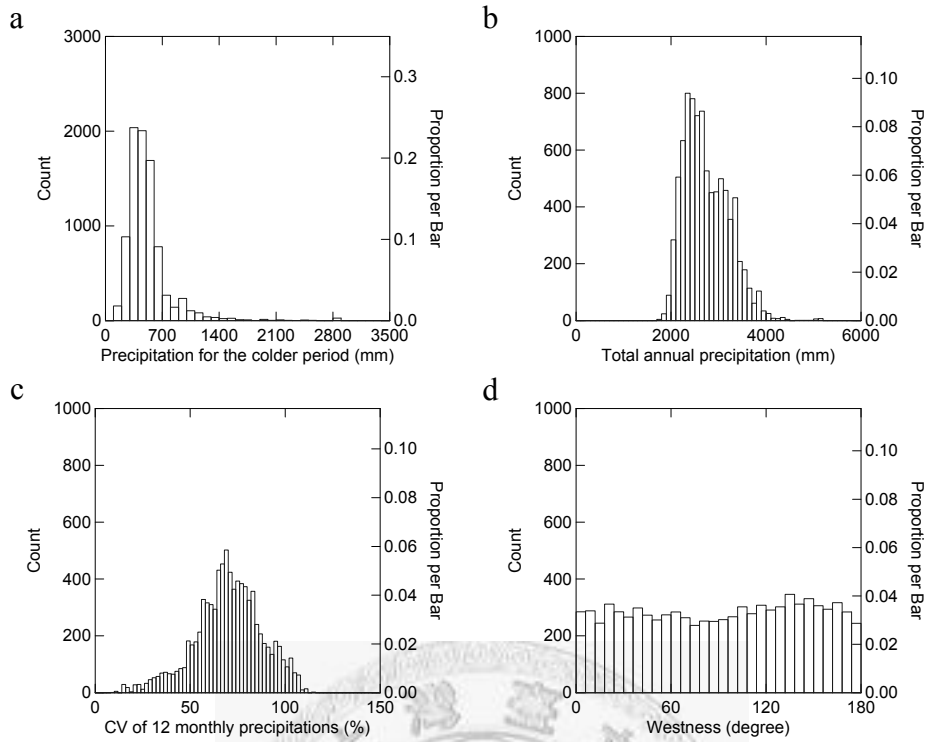 a
3000
2000
1000
0
Count
0.3
0.2
0.1
0.0
Proportion per Bar
0 700 1400 2100 2800 3500
Precipitation for the colder period (mm)
b
1000
800
600
400
200
0
Count
0.10
0.08
0.06
0.04
0.02
0.00
Proportion per Bar
0 2000 4000 6000
Total annual precipitation (mm)
c
1000
800
600
400
200
0
Count
0.10
0.08
0.06
0.04
0.02
0.00
Proportion per Bar
0 50 100 150
CV of 12 monthly precipitations (%)
d
1000
800
600
400
200
0
Count
0.10
0.08
0.06
0.04
0.02
0.00
Proportion per Bar
0 60 120 180
Westness (degree)